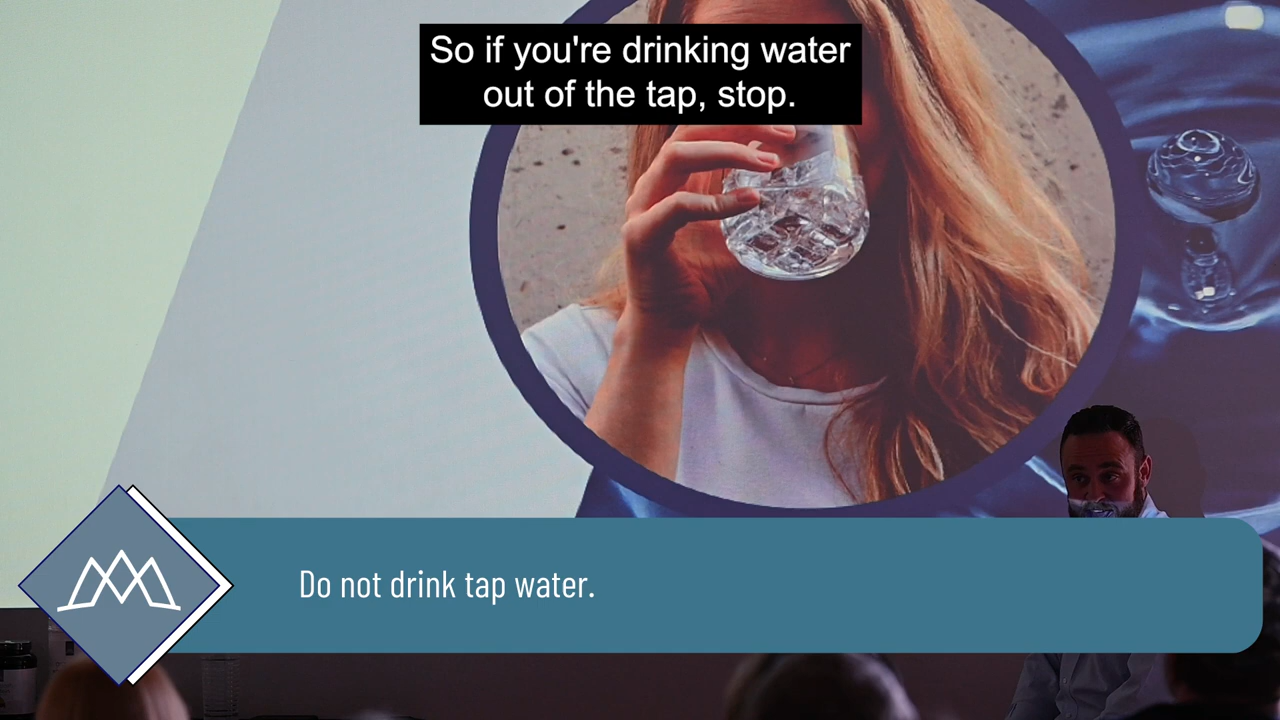 So if you're drinking water
out of the tap, stop.
Do not drink tap water.